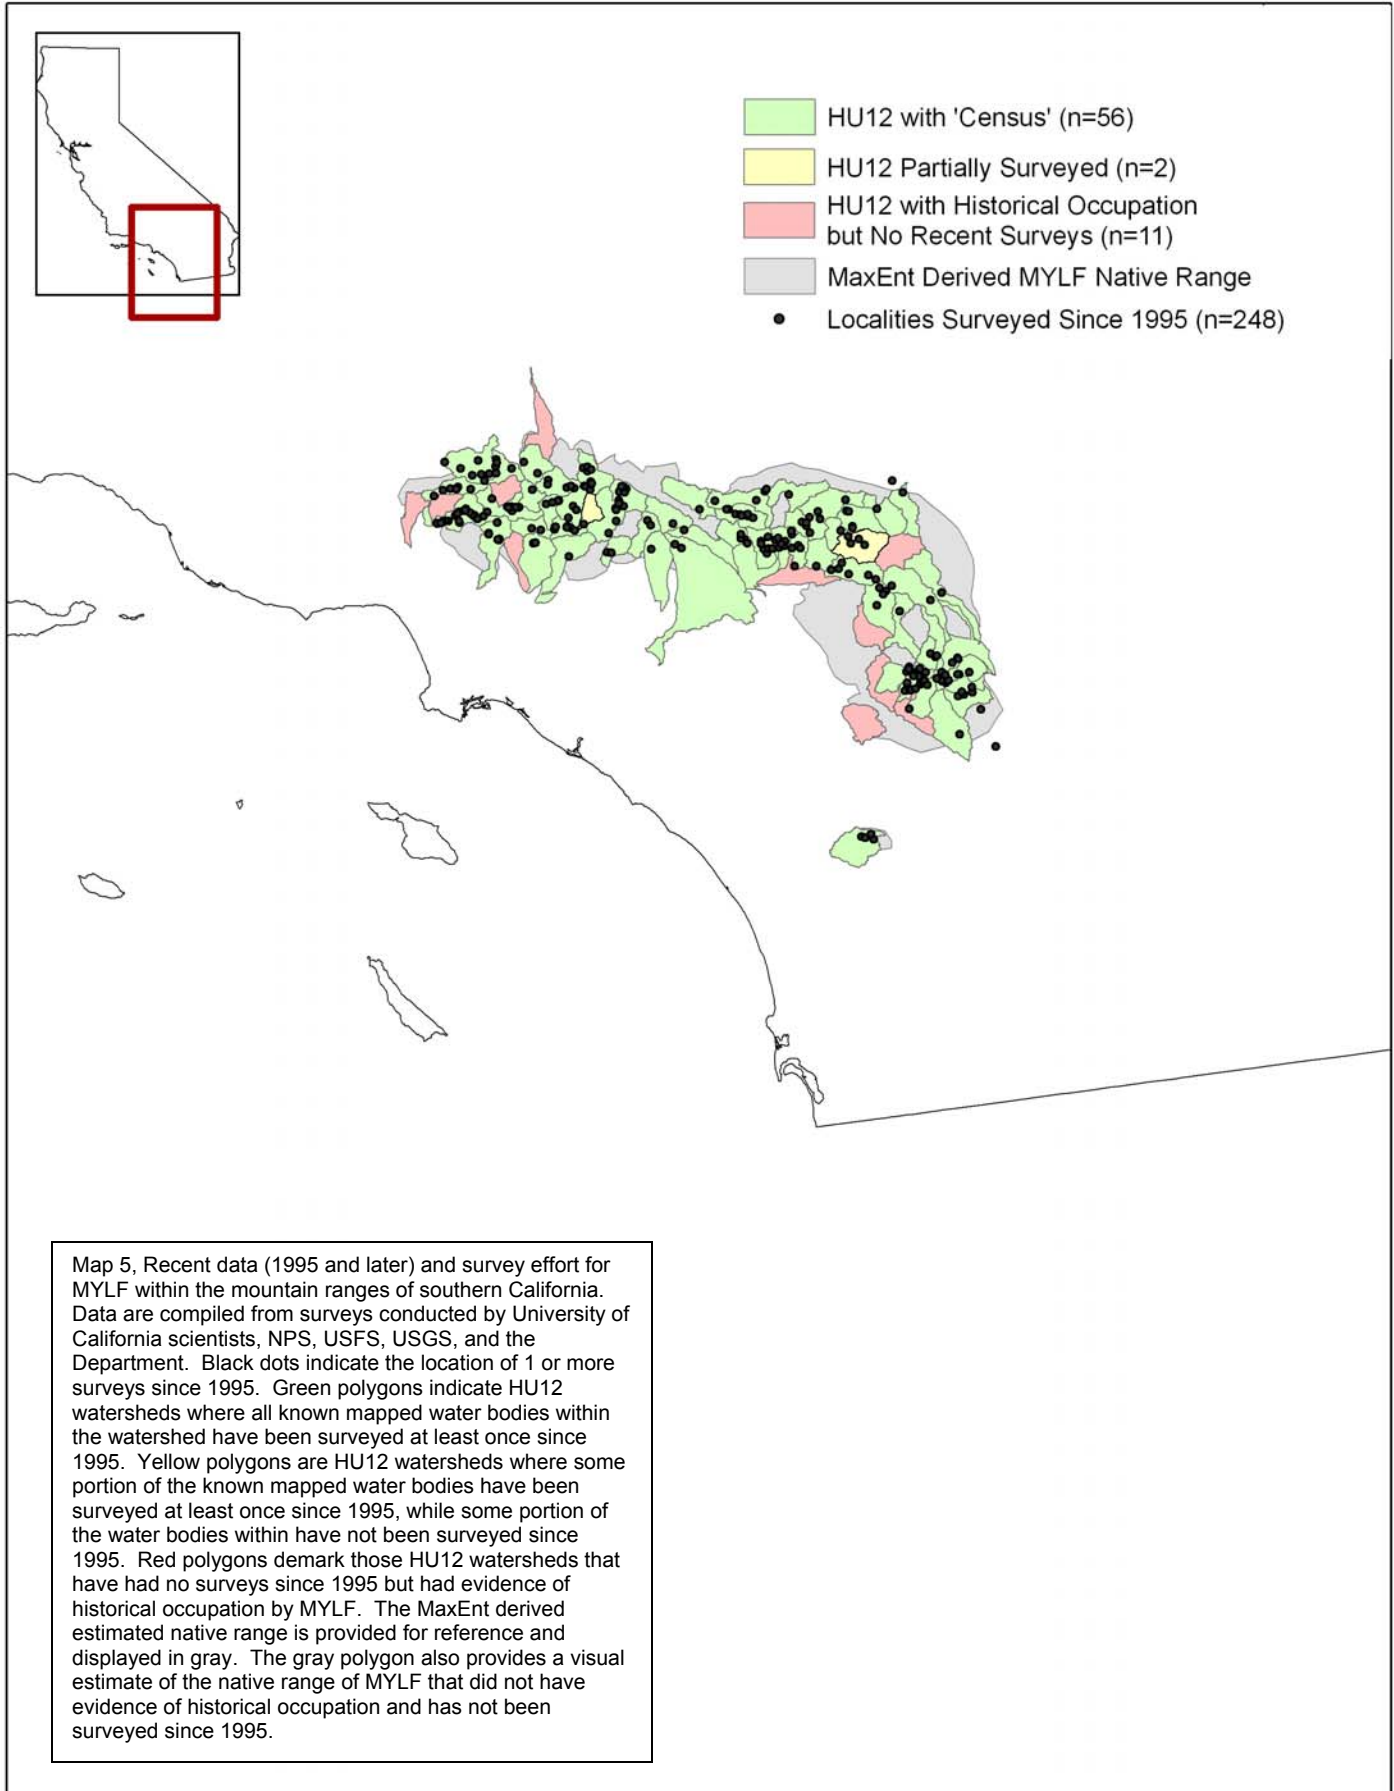 HU12 with 'Census' (n=56)
HU12 Partially Surveyed (n=2)
HU12 with Historical Occupation
but No Recent Surveys (n=11)
MaxEnt Derived MYLF Native Range
Localities Surveyed Since 1995 (n=248)
Map 5, Recent data (1995 and later) and survey effort for
MYLF within the mountain ranges of southern California.
Data are compiled from surveys conducted by University of
California scientists, NPS, USFS, USGS, and the
Department.  Black dots indicate the location of 1 or more
surveys since 1995.  Green polygons indicate HU12
watersheds where all known mapped water bodies within
the watershed have been surveyed at least once since
1995.  Yellow polygons are HU12 watersheds where some
portion of the known mapped water bodies have been
surveyed at least once since 1995, while some portion of
the water bodies within have not been surveyed since
1995.  Red polygons demark those HU12 watersheds that
have had no surveys since 1995 but had evidence of
historical occupation by MYLF.  The MaxEnt derived
estimated native range is provided for reference and
displayed in gray.  The gray polygon also provides a visual
estimate of the native range of MYLF that did not have
evidence of historical occupation and has not been
surveyed since 1995.